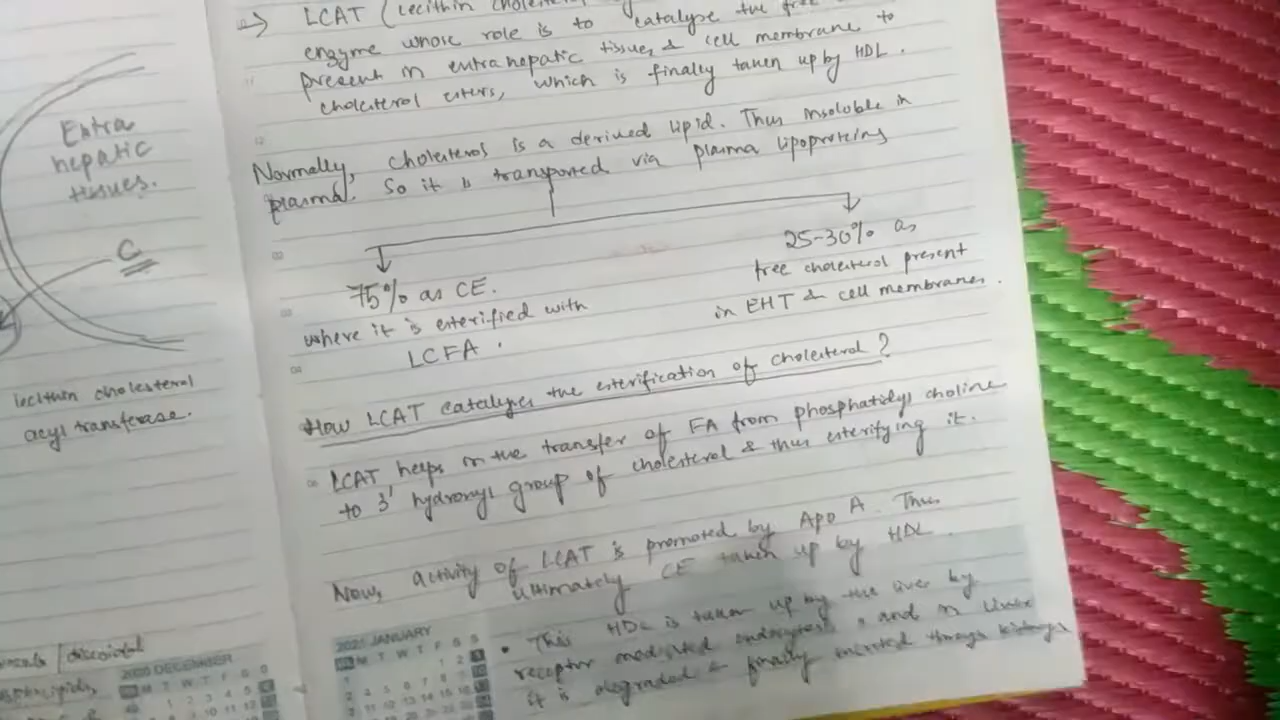 Extra
hepatic
tissues.
C
lecithin cholesterol
acyl transferase.
discoidal
2020 DECEMBER
M T W T F S S
→ LCAT (lecithin cholesterol
enzyme whose role is to catalyse the free
present in extrahepatic tissues & cell membrane to
cholesterol esters, which is finally taken up by HDL.
Normally, cholesterol is a derived lipid. Thus insoluble in
plasma. So it is transported via plasma lipoproteins
75% as CE.
where it is esterified with
LCFA.
25-30% as
free cholesterol present
in EHT & cell membranes.
How LCAT catalyses the esterification of cholesterol?
LCAT helps in the transfer of FA from phosphatidyl choline
to 3' hydroxyl group of cholesterol & thus esterifying it.
Now, activity of LCAT is promoted by Apo A. Thus
ultimately CE taken up by HDL.
• This HDL is taken up by the liver by
receptor mediated endocytosis, and in liver
it is degraded & finally
2021 JANUARY
M T W T F S S